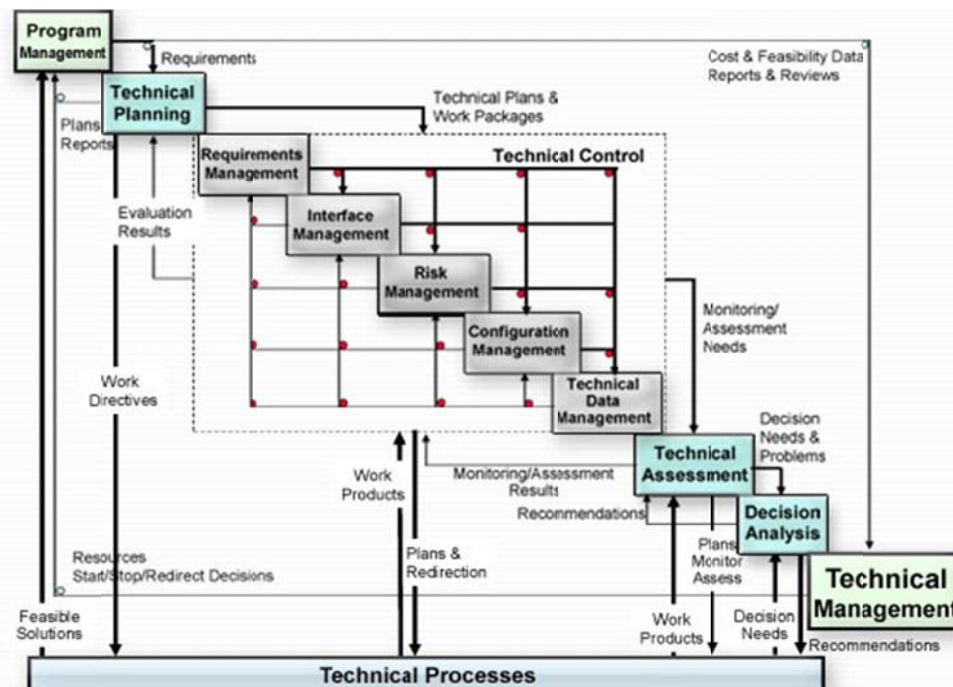 Program
Management
Requirements
Cost & Feasibility Data
Reports & Reviews
Technical
Planning
Technical Plans &
Work Packages
Plans
Reports
Requirements
Management
Technical Control
Evaluation
Results
Interface
Management
Risk
Management
Monitoring/
Assessment
Needs
Configuration
Management
Work
Directives
Technical
Data
Management
Decision
Needs &
Problems
Technical
Assessment
Work
Products
Monitoring/Assessment
Results
Recommendations
Decision
Analysis
Plans &
Redirection
Plans
Monitor
Assess
Resources
Start/Stop/Redirect Decisions
Technical
Management
Feasible
Solutions
Work
Products
Decision
Needs
Recommendations
Technical Processes